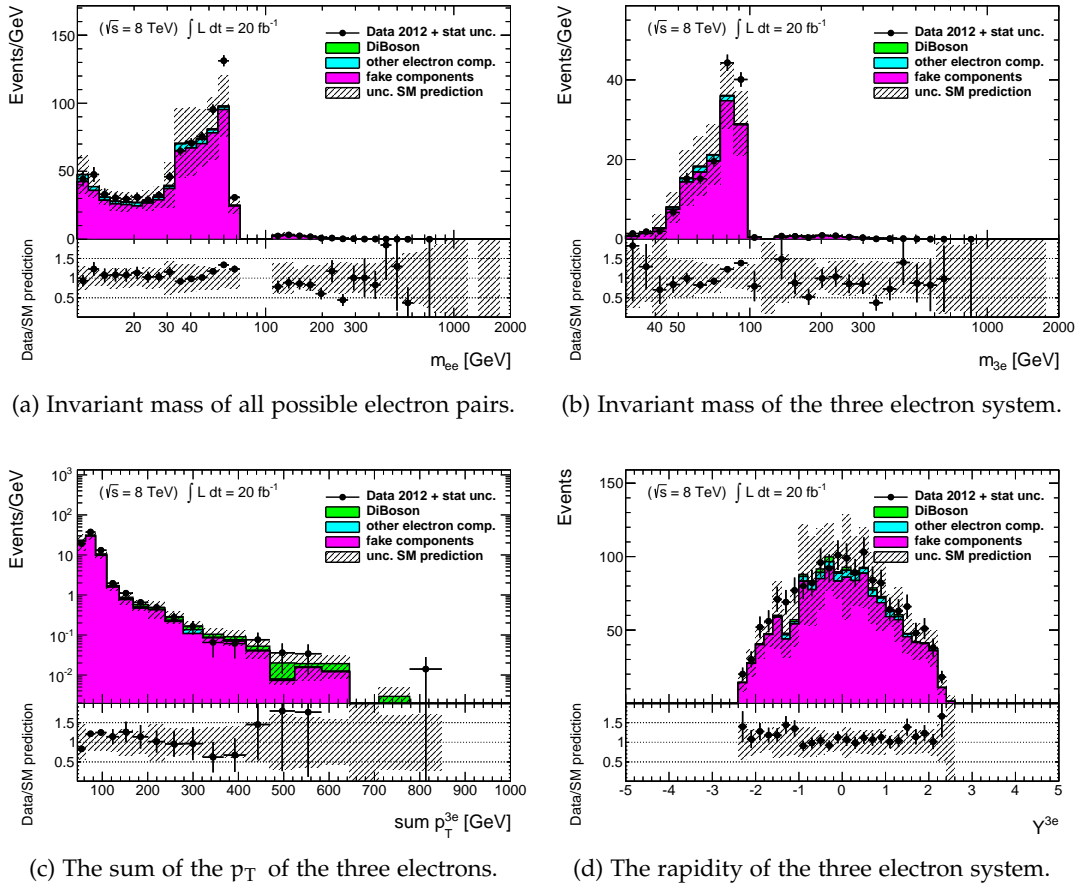 Events/GeV
150
100
50
0
(√s = 8 TeV) ∫ L dt = 20 fb⁻¹
Data 2012 + stat unc.
DiBoson
other electron comp.
fake components
unc. SM prediction
Data/SM prediction
1.5
1
0.5
20 30 100 200 300 1000 2000
m_ee [GeV]
(a) Invariant mass of all possible electron pairs.
Events/GeV
40
20
0
(√s = 8 TeV) ∫ L dt = 20 fb⁻¹
Data 2012 + stat unc.
DiBoson
other electron comp.
fake components
unc. SM prediction
Data/SM prediction
1.5
1
0.5
40 50 100 200 300 1000 2000
m_3e [GeV]
(b) Invariant mass of the three electron system.
Events/GeV
10³
10²
10
1
10⁻¹
10⁻²
(√s = 8 TeV) ∫ L dt = 20 fb⁻¹
Data 2012 + stat unc.
DiBoson
other electron comp.
fake components
unc. SM prediction
Data/SM prediction
1.5
1
0.5
100 200 300 400 500 600 700 800 900 1000
sum p_T^3e [GeV]
(c) The sum of the p_T of the three electrons.
Events
150
100
50
0
(√s = 8 TeV) ∫ L dt = 20 fb⁻¹
Data 2012 + stat unc.
DiBoson
other electron comp.
fake components
unc. SM prediction
Data/SM prediction
1.5
1
0.5
-5 -4 -3 -2 -1 0 1 2 3 4 5
Y^3e
(d) The rapidity of the three electron system.